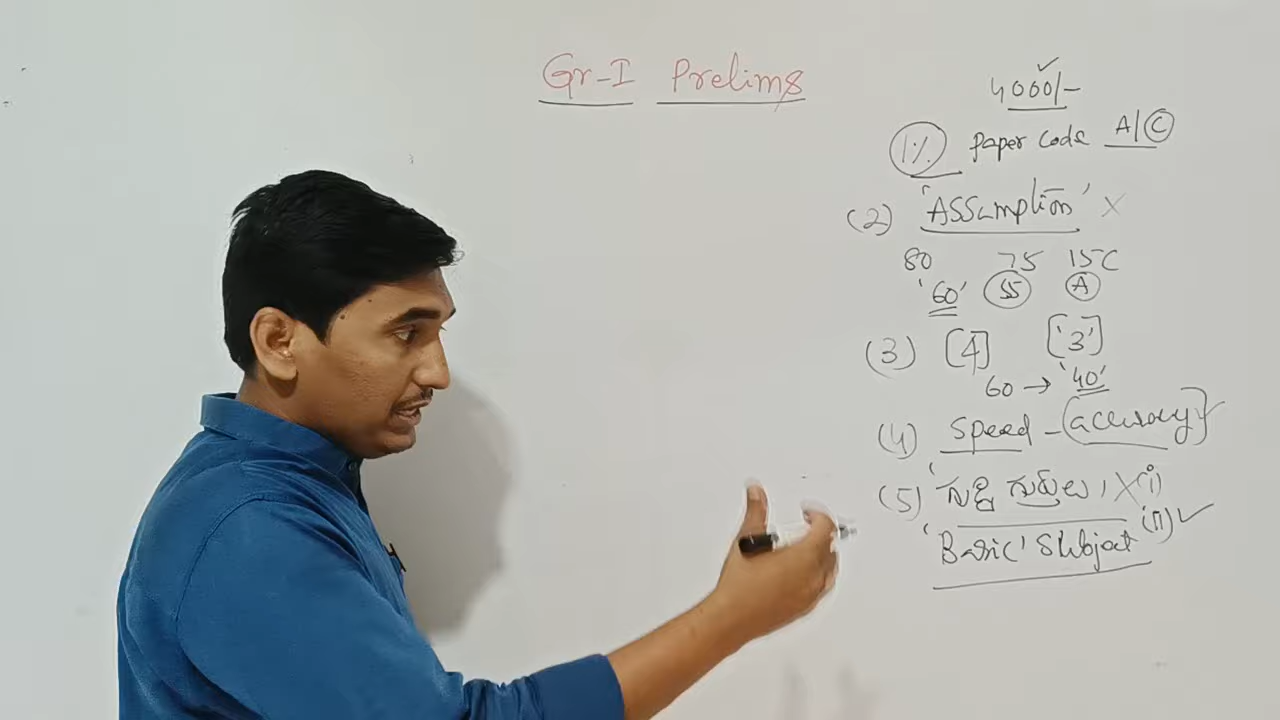 Gr-I Prelims
4000/-
1% Paper Code A/C
(2) 'Assumption' X
80 75 15C
'60' 55 A
(3) [4] ['3']
60 → '40'
(4) Speed - (accuracy)
(5) 'గుడ్డి గుర్తులు' X (i)
'Basic' Subject (ii) ✓